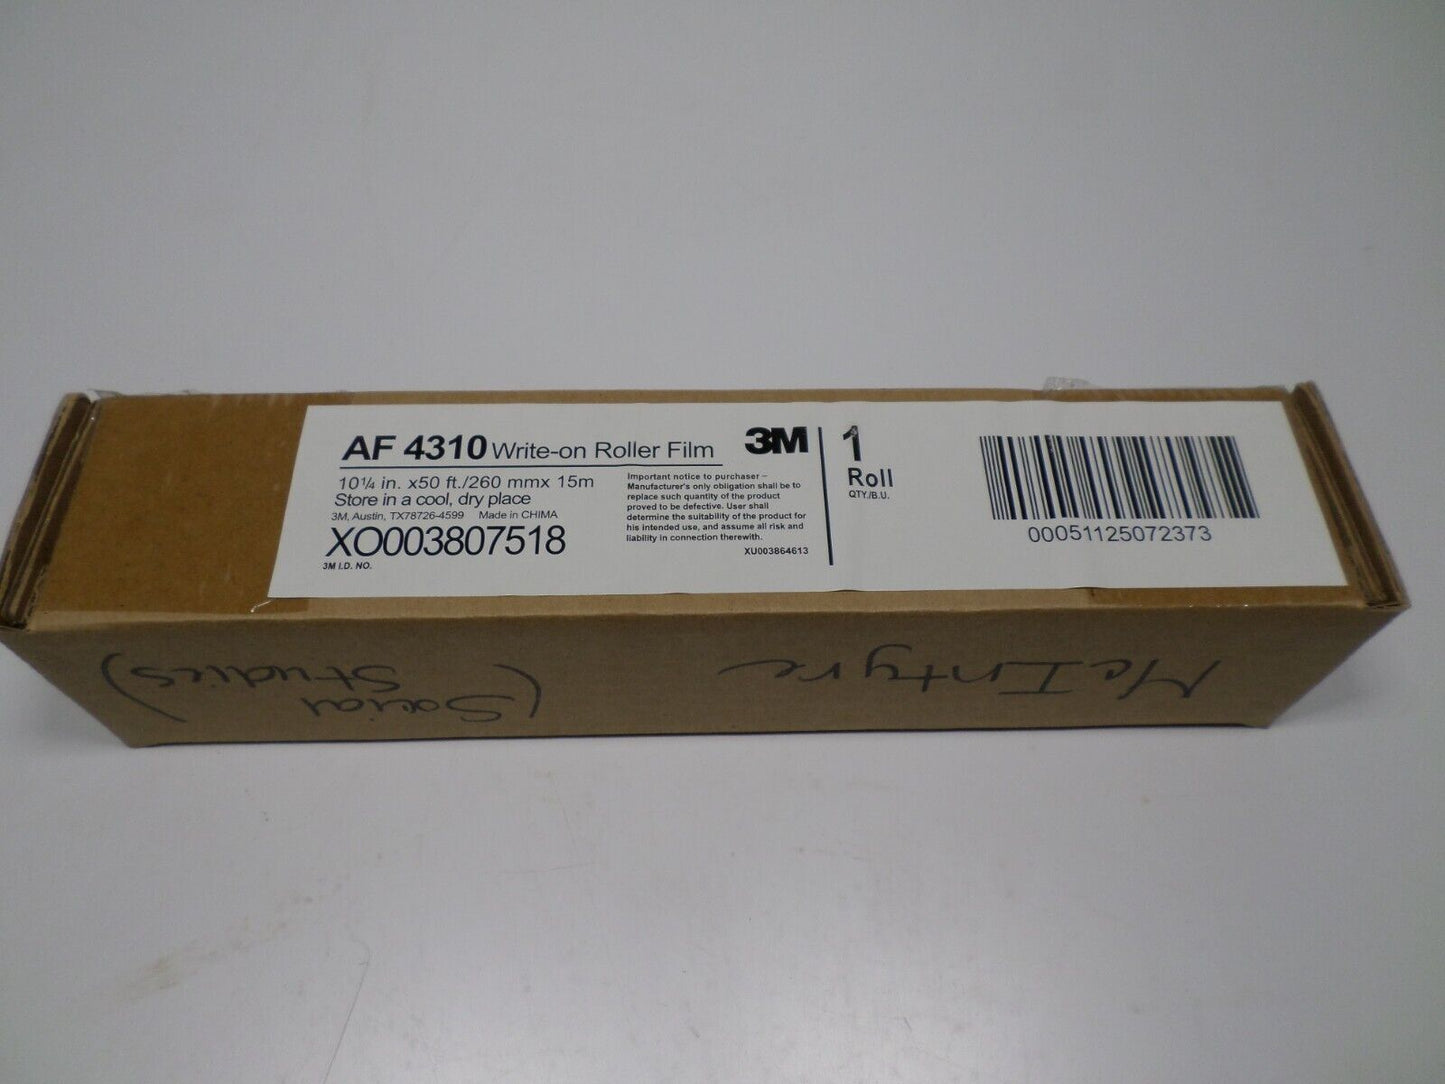 AF 4310 Write-on Roller Film
10¼ in. x50 ft./260 mmx 15m
Store in a cool, dry place
3M, Austin, TX78726-4599 Made in CHIMA
XO003807518
3M I.D. NO.
Important notice to purchaser –
Manufacturer's only obligation shall be to
replace such quantity of the product
proved to be defective. User shall
determine the suitability of the product for
his intended use, and assume all risk and
liability in connection therewith.
XU003864613
3M
1
Roll
QTY./B.U.
00051125072373
McIntyre
(Social
Studies)